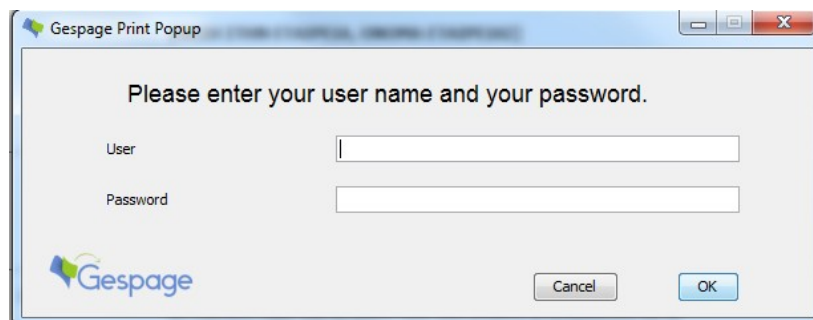 Gespage Print Popup
Please enter your user name and your password.
User
Password
Gespage
Cancel
OK